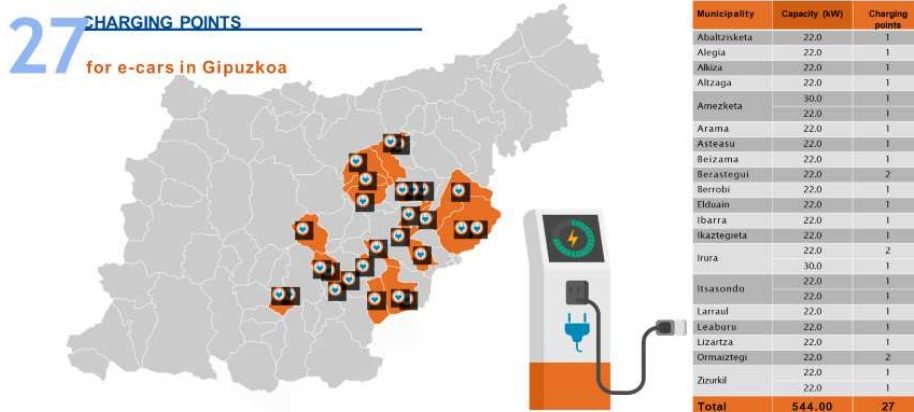 27 CHARGING POINTS
for e-cars in Gipuzkoa
Municipality Capacity (kW) Charging points
Abaltzisketa 22.0 1
Alegia 22.0 1
Alkiza 22.0 1
Altzaga 22.0 1
Amezketa 30.0 1
22.0 1
Arama 22.0 1
Asteasu 22.0 1
Beizama 22.0 1
Berastegui 22.0 2
Berrobi 22.0 1
Elduain 22.0 1
Ibarra 22.0 1
Ikaztegieta 22.0 1
Irura 22.0 2
30.0 1
Itsasondo 22.0 1
22.0 1
Larraul 22.0 1
Leaburu 22.0 1
Lizartza 22.0 1
Ormaiztegi 22.0 2
Zizurkil 22.0 1
22.0 1
Total 544.00 27